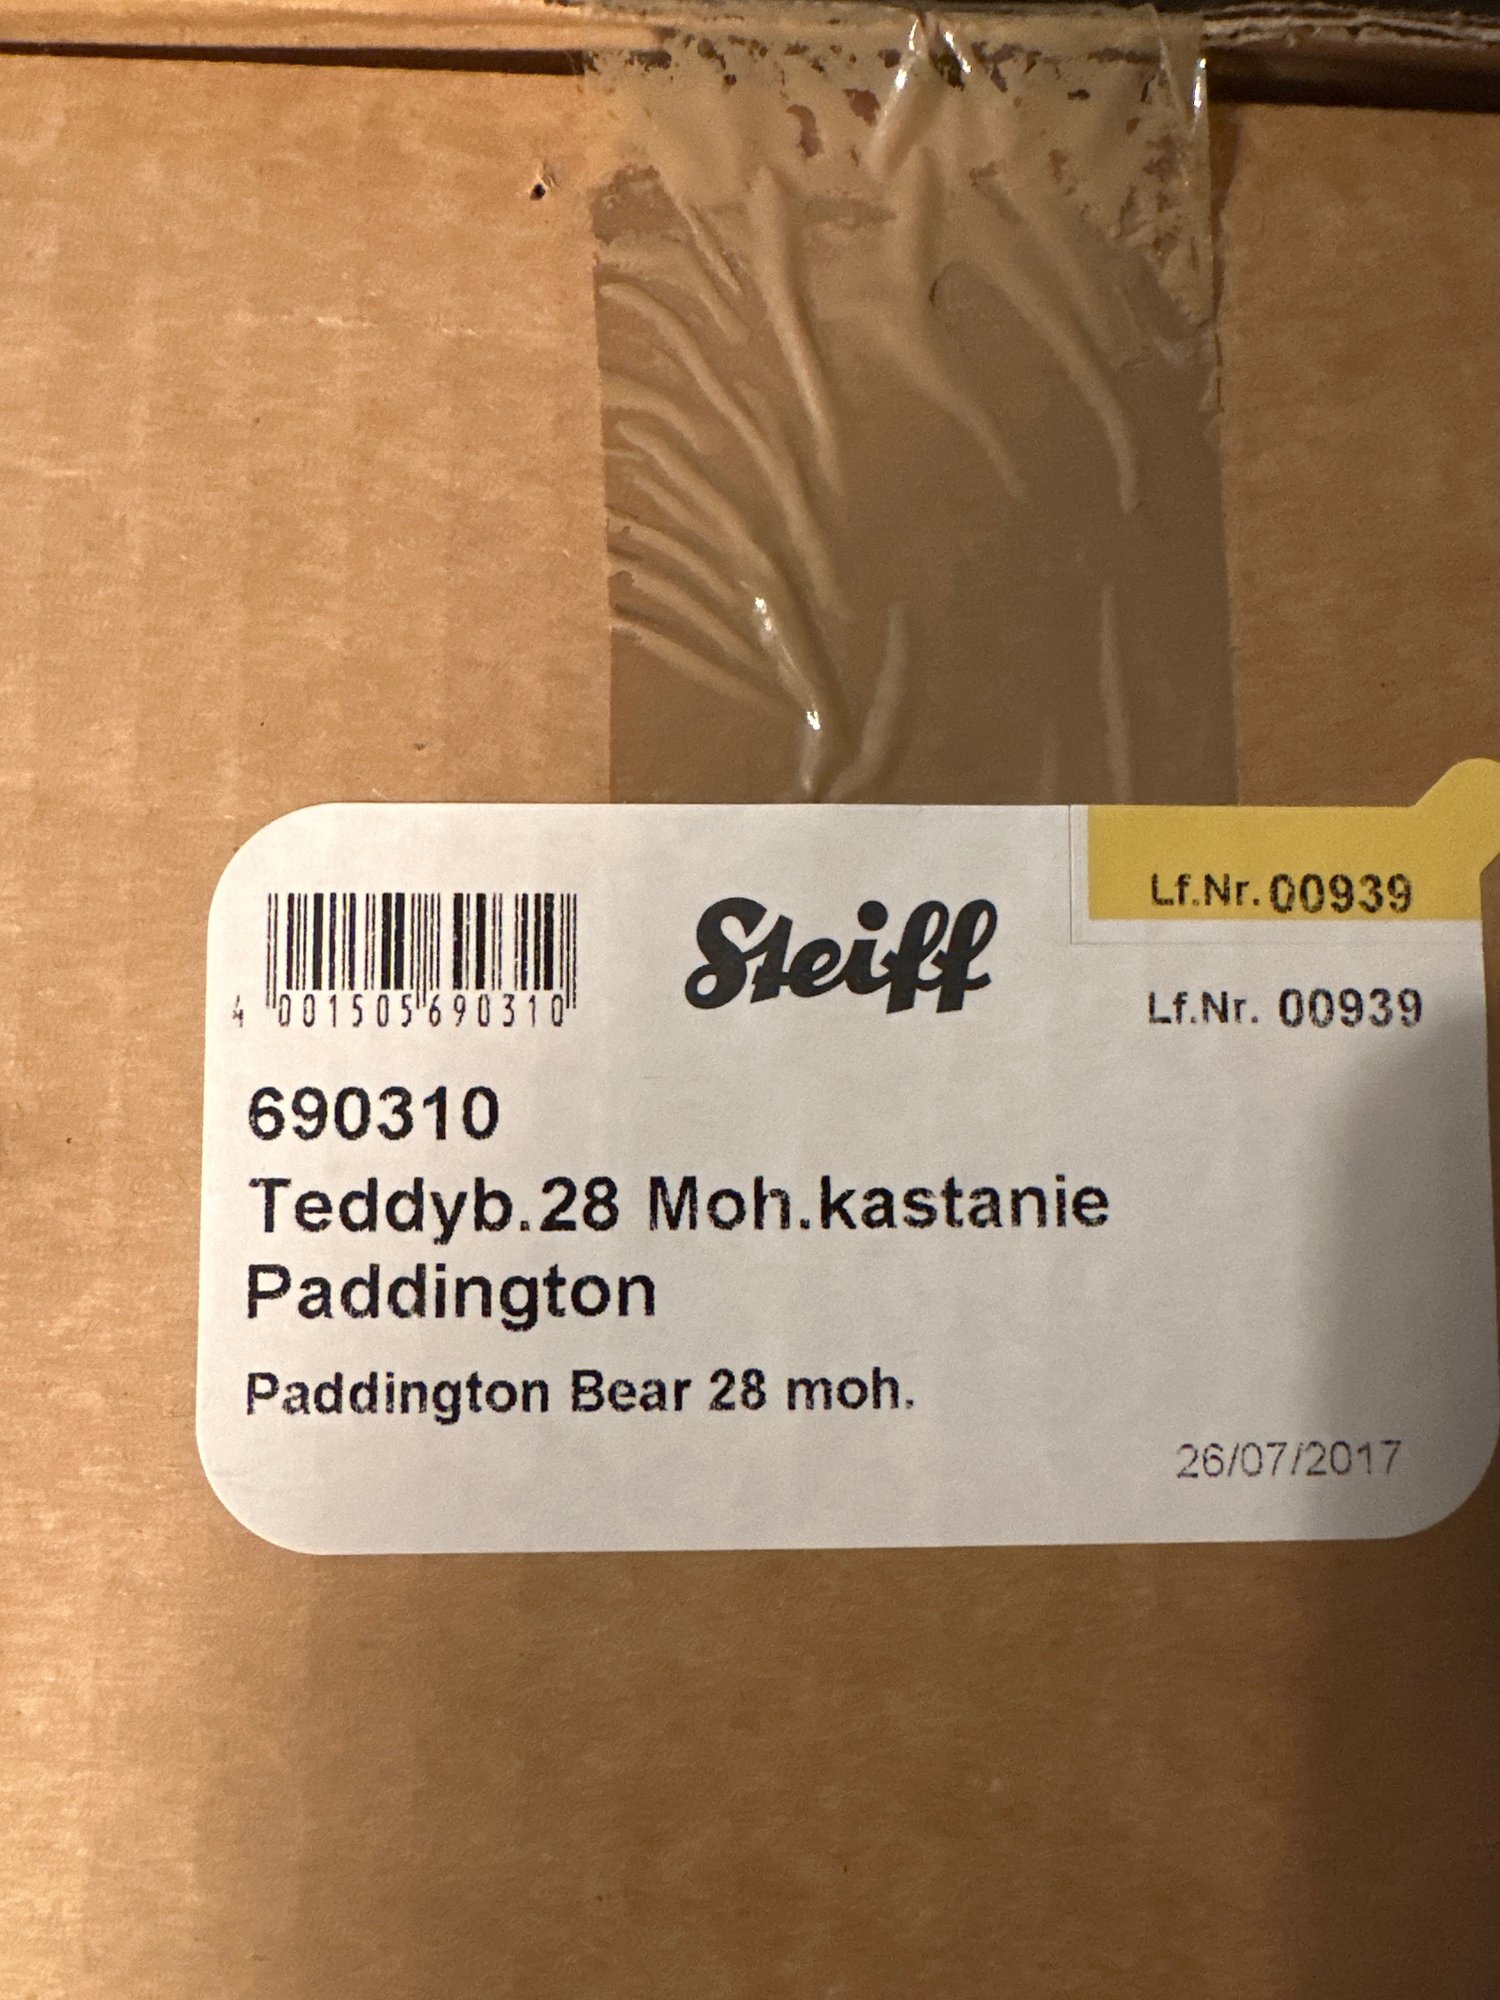 Lf.Nr. 00939
Steiff
4 001505 690310
Lf.Nr. 00939
690310
Teddyb.28 Moh.kastanie
Paddington
Paddington Bear 28 moh.
26/07/2017